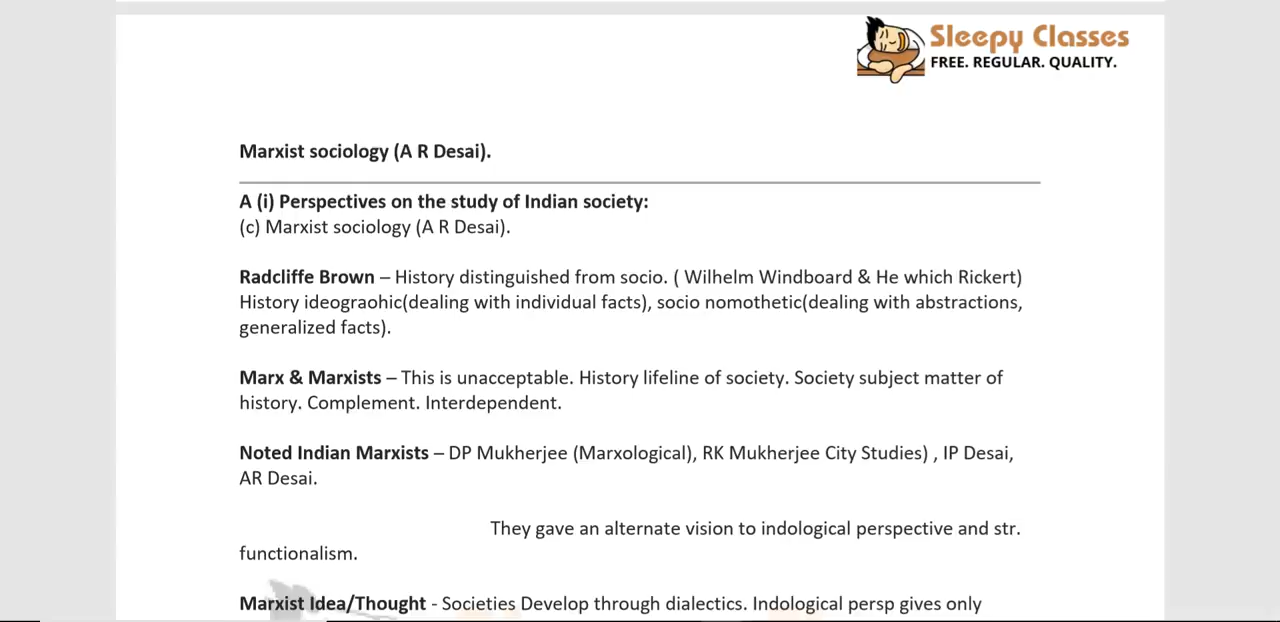 Sleepy Classes
FREE. REGULAR. QUALITY.
Marxist sociology (A R Desai).
A (i) Perspectives on the study of Indian society:
(c) Marxist sociology (A R Desai).
Radcliffe Brown – History distinguished from socio. ( Wilhelm Windboard & He which Rickert)
History ideograohic(dealing with individual facts), socio nomothetic(dealing with abstractions,
generalized facts).
Marx & Marxists – This is unacceptable. History lifeline of society. Society subject matter of
history. Complement. Interdependent.
Noted Indian Marxists – DP Mukherjee (Marxological), RK Mukherjee City Studies) , IP Desai,
AR Desai.
They gave an alternate vision to indological perspective and str.
functionalism.
Marxist Idea/Thought - Societies Develop through dialectics. Indological persp gives only